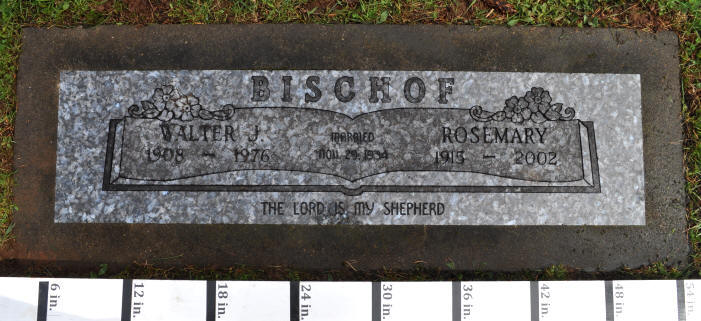 BISCHOF
WALTER J.
1908 – 1976
MARRIED
NOV. 29, 1934
ROSEMARY
1915 – 2002
THE LORD IS MY SHEPHERD
6 in.
12 in.
18 in.
24 in.
30 in.
36 in.
42 in.
48 in.
54 in.